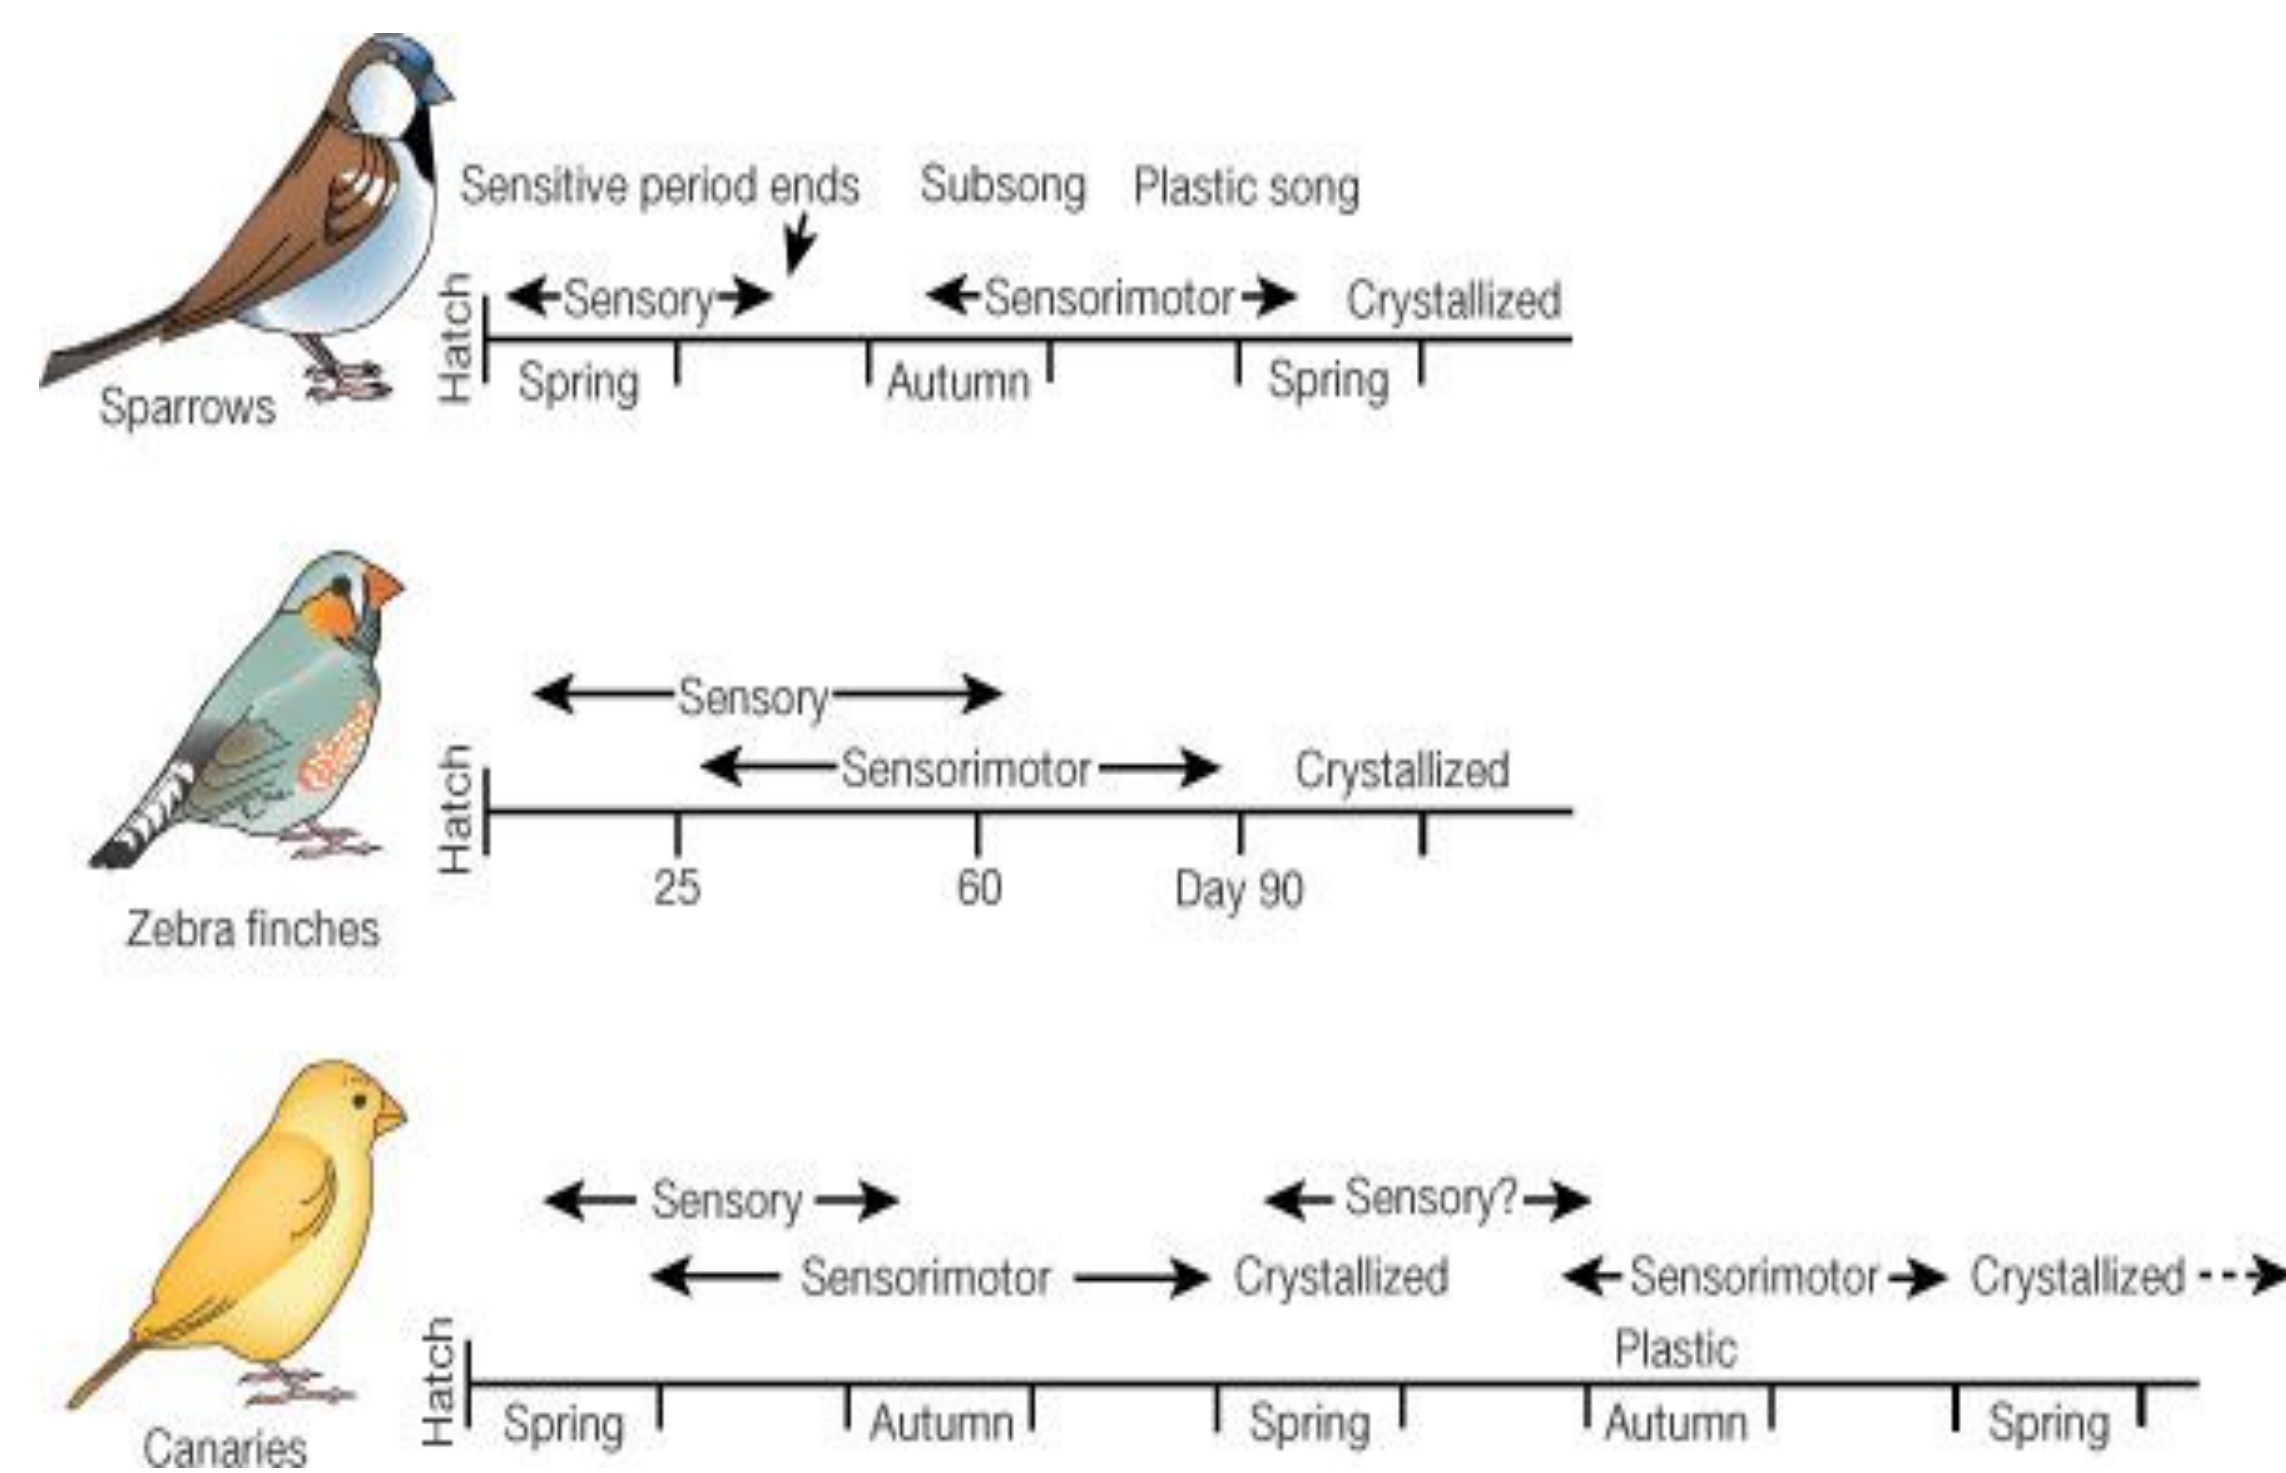 Sensitive period ends Subsong Plastic song
Sensory Sensorimotor Crystallized
Hatch
Spring Autumn Spring
Sparrows
Sensory
Sensorimotor Crystallized
Hatch
25 60 Day 90
Zebra finches
Sensory Sensory?
Sensorimotor Crystallized Sensorimotor Crystallized
Plastic
Hatch
Spring Autumn Spring Autumn Spring
Canaries